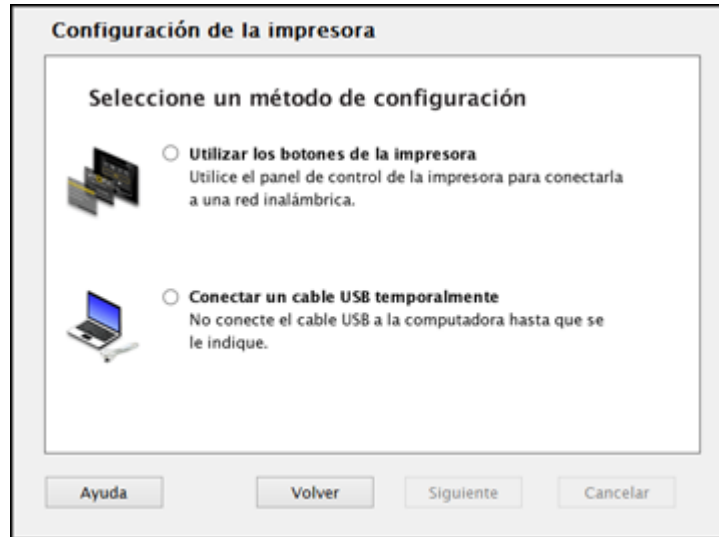 Configuración de la impresora
Seleccione un método de configuración
Utilizar los botones de la impresora
Utilice el panel de control de la impresora para conectarla
a una red inalámbrica.
Conectar un cable USB temporalmente
No conecte el cable USB a la computadora hasta que se
le indique.
Ayuda Volver Siguiente Cancelar